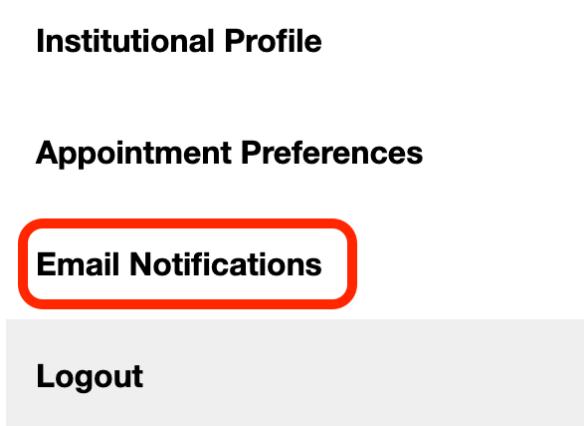 Institutional Profile
Appointment Preferences
Email Notifications
Logout